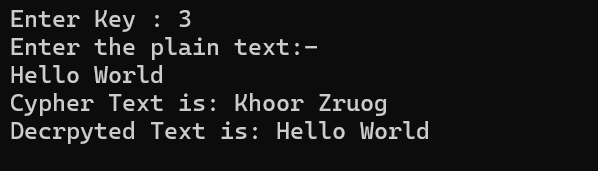 Enter Key : 3
Enter the plain text:-
Hello World
Cypher Text is: Khoor Zruog
Decrpyted Text is: Hello World